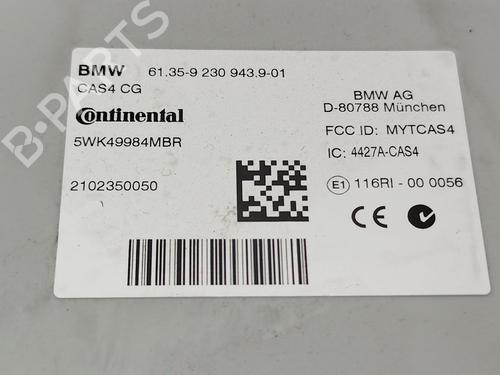 BMW 61.35-9 230 943.9-01
CAS4 CG
Continental
5WK49984MBR
2102350050
BMW AG
D-80788 München
FCC ID: MYTCAS4
IC: 4427A-CAS4
E1 116RI - 00 0056
CE
B-PARTS